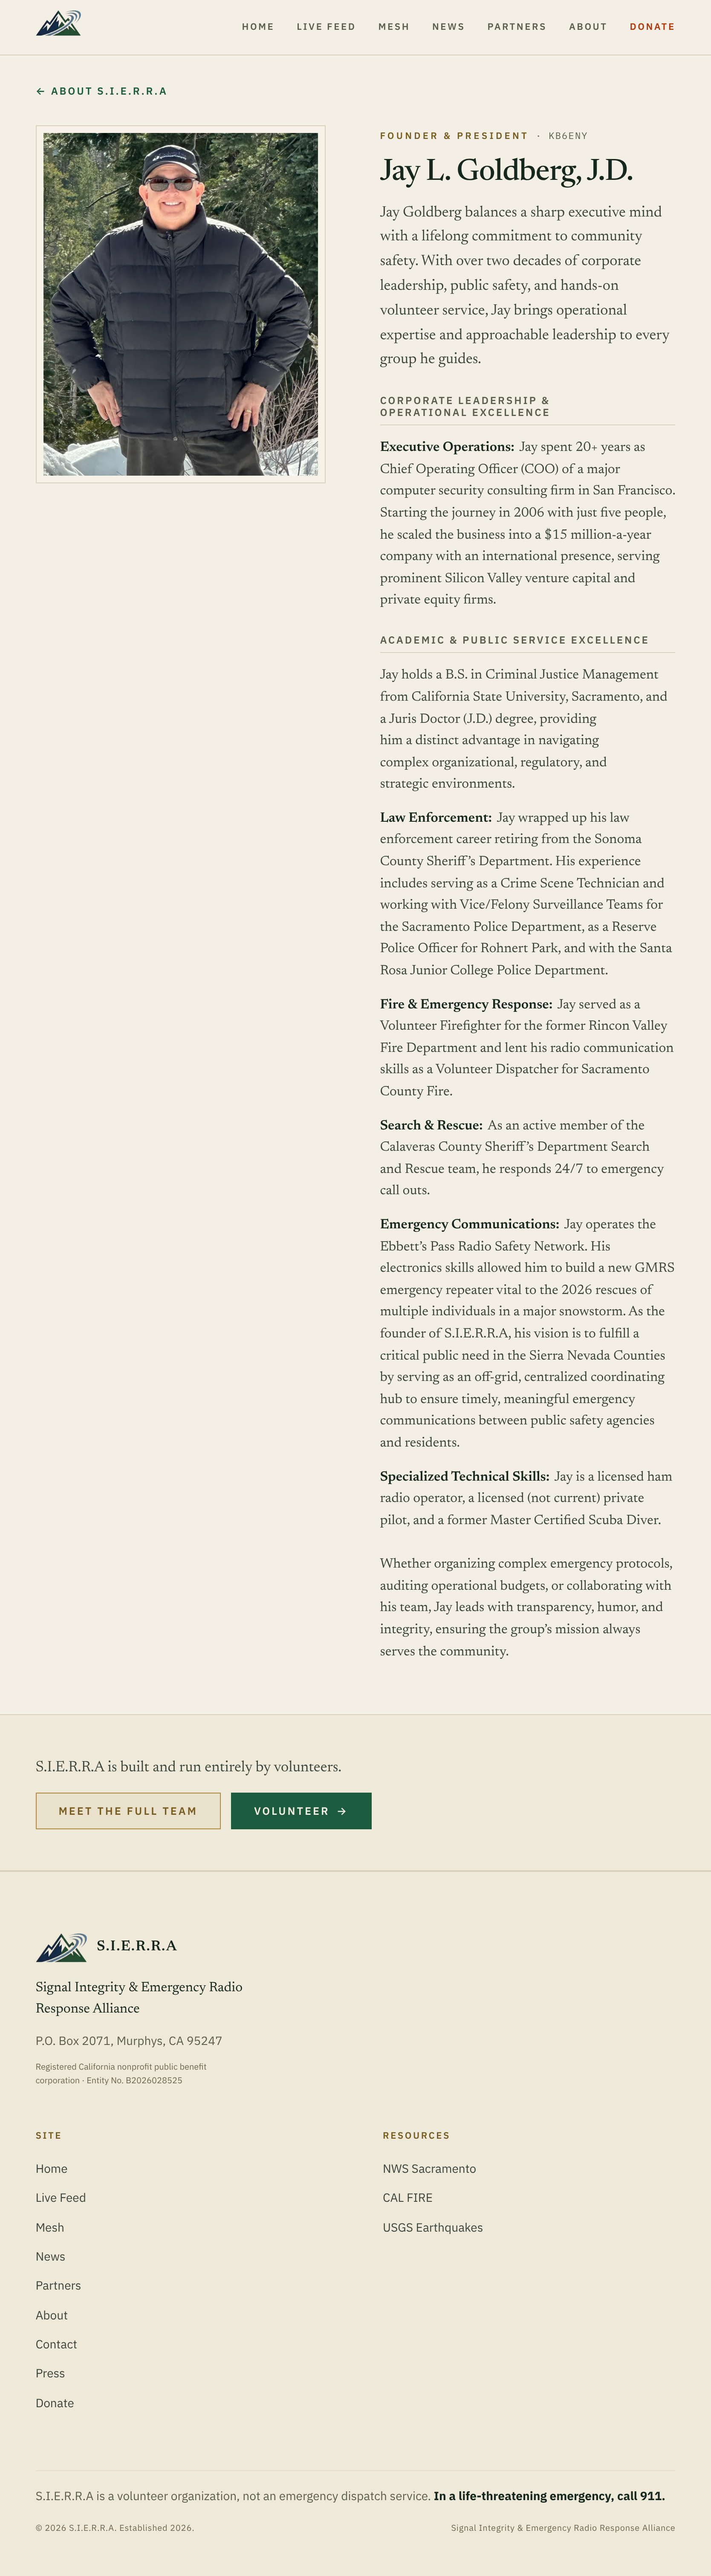 HOME LIVE FEED MESH NEWS PARTNERS ABOUT DONATE
← ABOUT S.I.E.R.R.A
FOUNDER & PRESIDENT · KB6ENY
Jay L. Goldberg, J.D.
Jay Goldberg balances a sharp executive mind
with a lifelong commitment to community
safety. With over two decades of corporate
leadership, public safety, and hands-on
volunteer service, Jay brings operational
expertise and approachable leadership to every
group he guides.
CORPORATE LEADERSHIP &
OPERATIONAL EXCELLENCE
Executive Operations: Jay spent 20+ years as
Chief Operating Officer (COO) of a major
computer security consulting firm in San Francisco.
Starting the journey in 2006 with just five people,
he scaled the business into a $15 million-a-year
company with an international presence, serving
prominent Silicon Valley venture capital and
private equity firms.
ACADEMIC & PUBLIC SERVICE EXCELLENCE
Jay holds a B.S. in Criminal Justice Management
from California State University, Sacramento, and
a Juris Doctor (J.D.) degree, providing
him a distinct advantage in navigating
complex organizational, regulatory, and
strategic environments.
Law Enforcement: Jay wrapped up his law
enforcement career retiring from the Sonoma
County Sheriff’s Department. His experience
includes serving as a Crime Scene Technician and
working with Vice/Felony Surveillance Teams for
the Sacramento Police Department, as a Reserve
Police Officer for Rohnert Park, and with the Santa
Rosa Junior College Police Department.
Fire & Emergency Response: Jay served as a
Volunteer Firefighter for the former Rincon Valley
Fire Department and lent his radio communication
skills as a Volunteer Dispatcher for Sacramento
County Fire.
Search & Rescue: As an active member of the
Calaveras County Sheriff’s Department Search
and Rescue team, he responds 24/7 to emergency
call outs.
Emergency Communications: Jay operates the
Ebbett’s Pass Radio Safety Network. His
electronics skills allowed him to build a new GMRS
emergency repeater vital to the 2026 rescues of
multiple individuals in a major snowstorm. As the
founder of S.I.E.R.R.A, his vision is to fulfill a
critical public need in the Sierra Nevada Counties
by serving as an off-grid, centralized coordinating
hub to ensure timely, meaningful emergency
communications between public safety agencies
and residents.
Specialized Technical Skills: Jay is a licensed ham
radio operator, a licensed (not current) private
pilot, and a former Master Certified Scuba Diver.
Whether organizing complex emergency protocols,
auditing operational budgets, or collaborating with
his team, Jay leads with transparency, humor, and
integrity, ensuring the group’s mission always
serves the community.
S.I.E.R.R.A is built and run entirely by volunteers.
MEET THE FULL TEAM VOLUNTEER →
S.I.E.R.R.A
Signal Integrity & Emergency Radio
Response Alliance
P.O. Box 2071, Murphys, CA 95247
Registered California nonprofit public benefit
corporation · Entity No. B2026028525
SITE
Home
Live Feed
Mesh
News
Partners
About
Contact
Press
Donate
RESOURCES
NWS Sacramento
CAL FIRE
USGS Earthquakes
S.I.E.R.R.A is a volunteer organization, not an emergency dispatch service. In a life-threatening emergency, call 911.
© 2026 S.I.E.R.R.A. Established 2026.
Signal Integrity & Emergency Radio Response Alliance